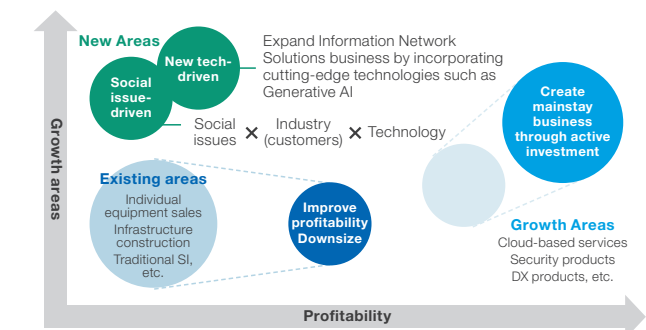 New Areas
New tech-
driven
Social
issue-
driven
Expand Information Network
Solutions business by incorporating
cutting-edge technologies such as
Generative AI
Social
issues
×
Industry
(customers)
×
Technology
Create
mainstay
business
through active
investment
Growth areas
Existing areas
Individual
equipment sales
Infrastructure
construction
Traditional SI,
etc.
Improve
profitability
Downsize
Growth Areas
Cloud-based services
Security products
DX products, etc.
Profitability